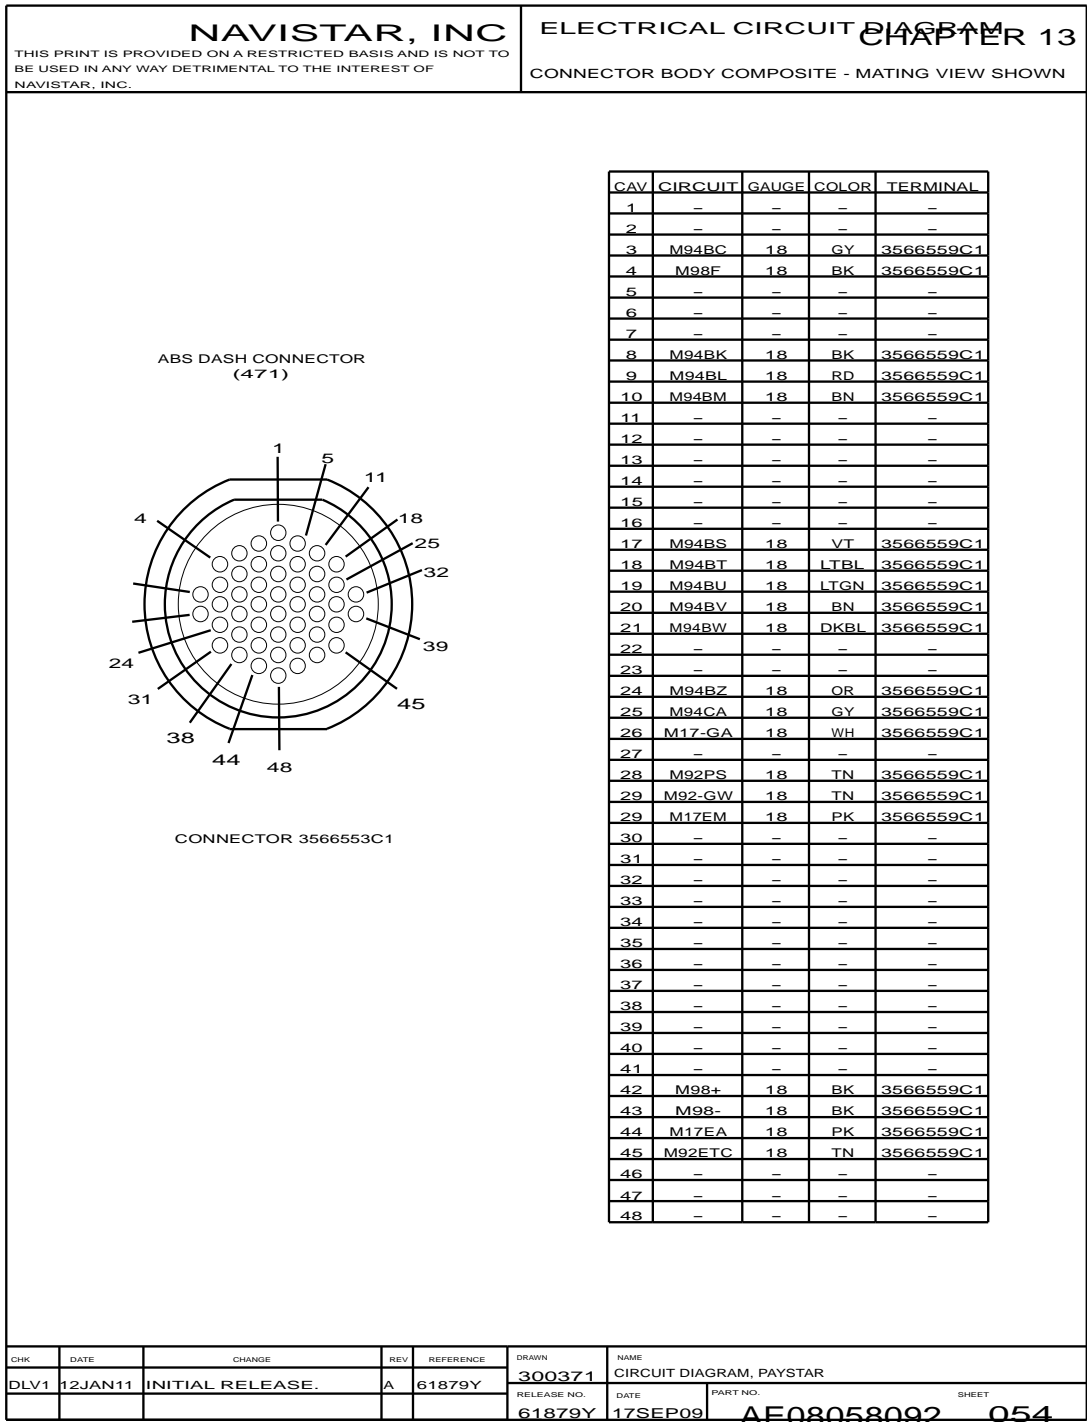 NAVISTAR, INC
THIS PRINT IS PROVIDED ON A RESTRICTED BASIS AND IS NOT TO
BE USED IN ANY WAY DETRIMENTAL TO THE INTEREST OF
NAVISTAR, INC.
ELECTRICAL CIRCUIT DIAGRAM
CHAPTER 13
CONNECTOR BODY COMPOSITE - MATING VIEW SHOWN
ABS DASH CONNECTOR
(471)
1
5
11
4
18
25
32
39
24
31
45
38
44
48
CONNECTOR 3566553C1
CAV CIRCUIT GAUGE COLOR TERMINAL
1 – – – –
2 – – – –
3 M94BC 18 GY 3566559C1
4 M98F 18 BK 3566559C1
5 – – – –
6 – – – –
7 – – – –
8 M94BK 18 BK 3566559C1
9 M94BL 18 RD 3566559C1
10 M94BM 18 BN 3566559C1
11 – – – –
12 – – – –
13 – – – –
14 – – – –
15 – – – –
16 – – – –
17 M94BS 18 VT 3566559C1
18 M94BT 18 LTBL 3566559C1
19 M94BU 18 LTGN 3566559C1
20 M94BV 18 BN 3566559C1
21 M94BW 18 DKBL 3566559C1
22 – – – –
23 – – – –
24 M94BZ 18 OR 3566559C1
25 M94CA 18 GY 3566559C1
26 M17-GA 18 WH 3566559C1
27 – – – –
28 M92PS 18 TN 3566559C1
29 M92-GW 18 TN 3566559C1
29 M17EM 18 PK 3566559C1
30 – – – –
31 – – – –
32 – – – –
33 – – – –
34 – – – –
35 – – – –
36 – – – –
37 – – – –
38 – – – –
39 – – – –
40 – – – –
41 – – – –
42 M98+ 18 BK 3566559C1
43 M98- 18 BK 3566559C1
44 M17EA 18 PK 3566559C1
45 M92ETC 18 TN 3566559C1
46 – – – –
47 – – – –
48 – – – –
CHK DATE CHANGE REV REFERENCE
DLV1 12JAN11 INITIAL RELEASE. A 61879Y
DRAWN
300371
NAME
CIRCUIT DIAGRAM, PAYSTAR
RELEASE NO.
61879Y
DATE
17SEP09
PART NO.
AE08058092
SHEET
054